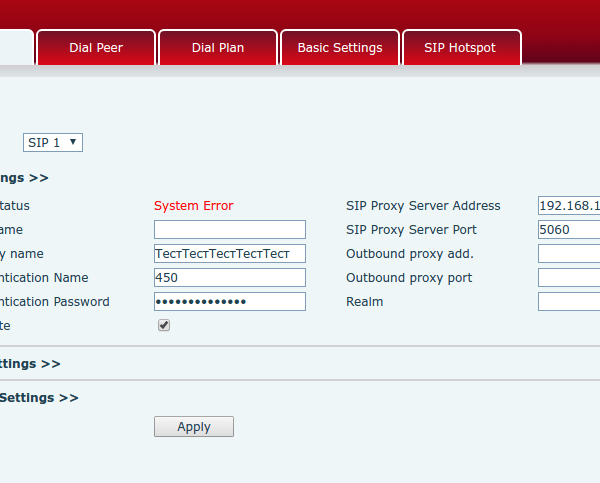 Dial Peer Dial Plan Basic Settings SIP Hotspot
SIP 1
ngs >>
tatus System Error SIP Proxy Server Address 192.168.1
ame SIP Proxy Server Port 5060
y name ТестТестТестТестТест Outbound proxy add.
ntication Name 450 Outbound proxy port
ntication Password •••••••••••••• Realm
te
ttings >>
Settings >>
Apply